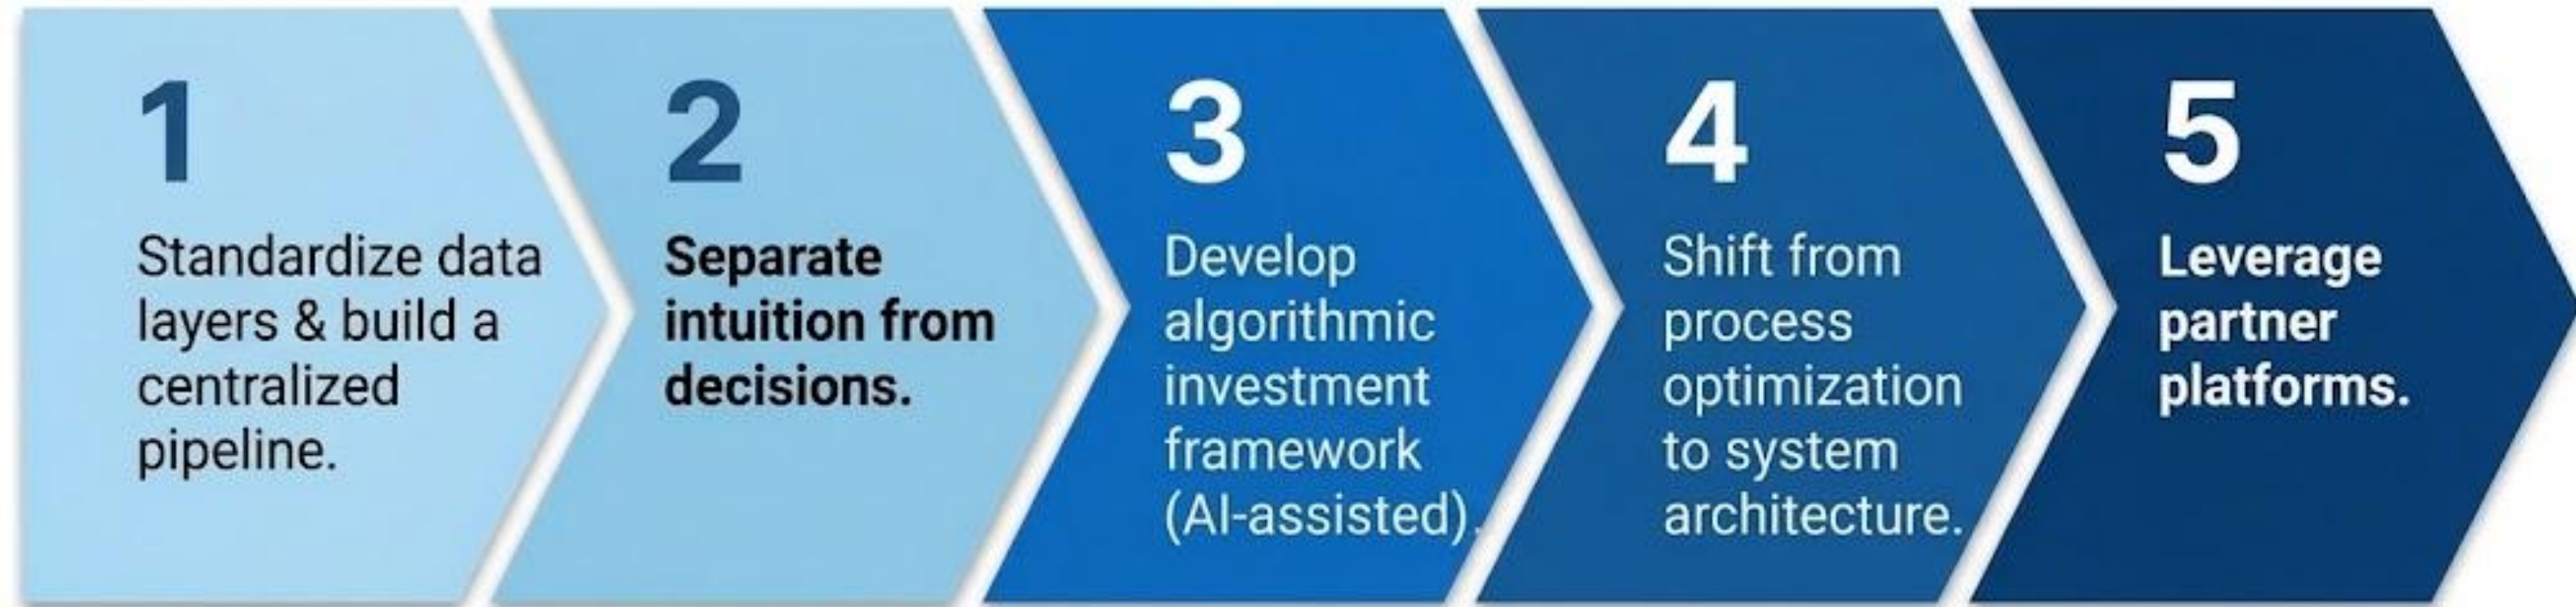 1
Standardize data
layers & build a
centralized
pipeline.
2
Separate
intuition from
decisions.
3
Develop
algorithmic
investment
framework
(AI-assisted).
4
Shift from
process
optimization
to system
architecture.
5
Leverage
partner
platforms.